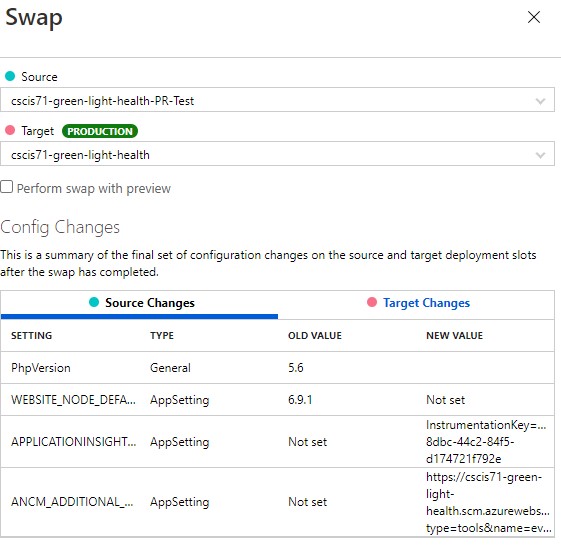 Swap
Source
cscis71-green-light-health-PR-Test
Target PRODUCTION
cscis71-green-light-health
Perform swap with preview
Config Changes
This is a summary of the final set of configuration changes on the source and target deployment slots
after the swap has completed.
Source Changes Target Changes
SETTING TYPE OLD VALUE NEW VALUE
PhpVersion General 5.6
WEBSITE_NODE_DEFA... AppSetting 6.9.1 Not set
InstrumentationKey=...
APPLICATIONINSIGHT... AppSetting Not set 8dbc-44c2-84f5-
d174721f792e
https://cscis71-green-
light-
ANCM_ADDITIONAL_... AppSetting Not set health.scm.azurewebs...
type=tools&name=ev...